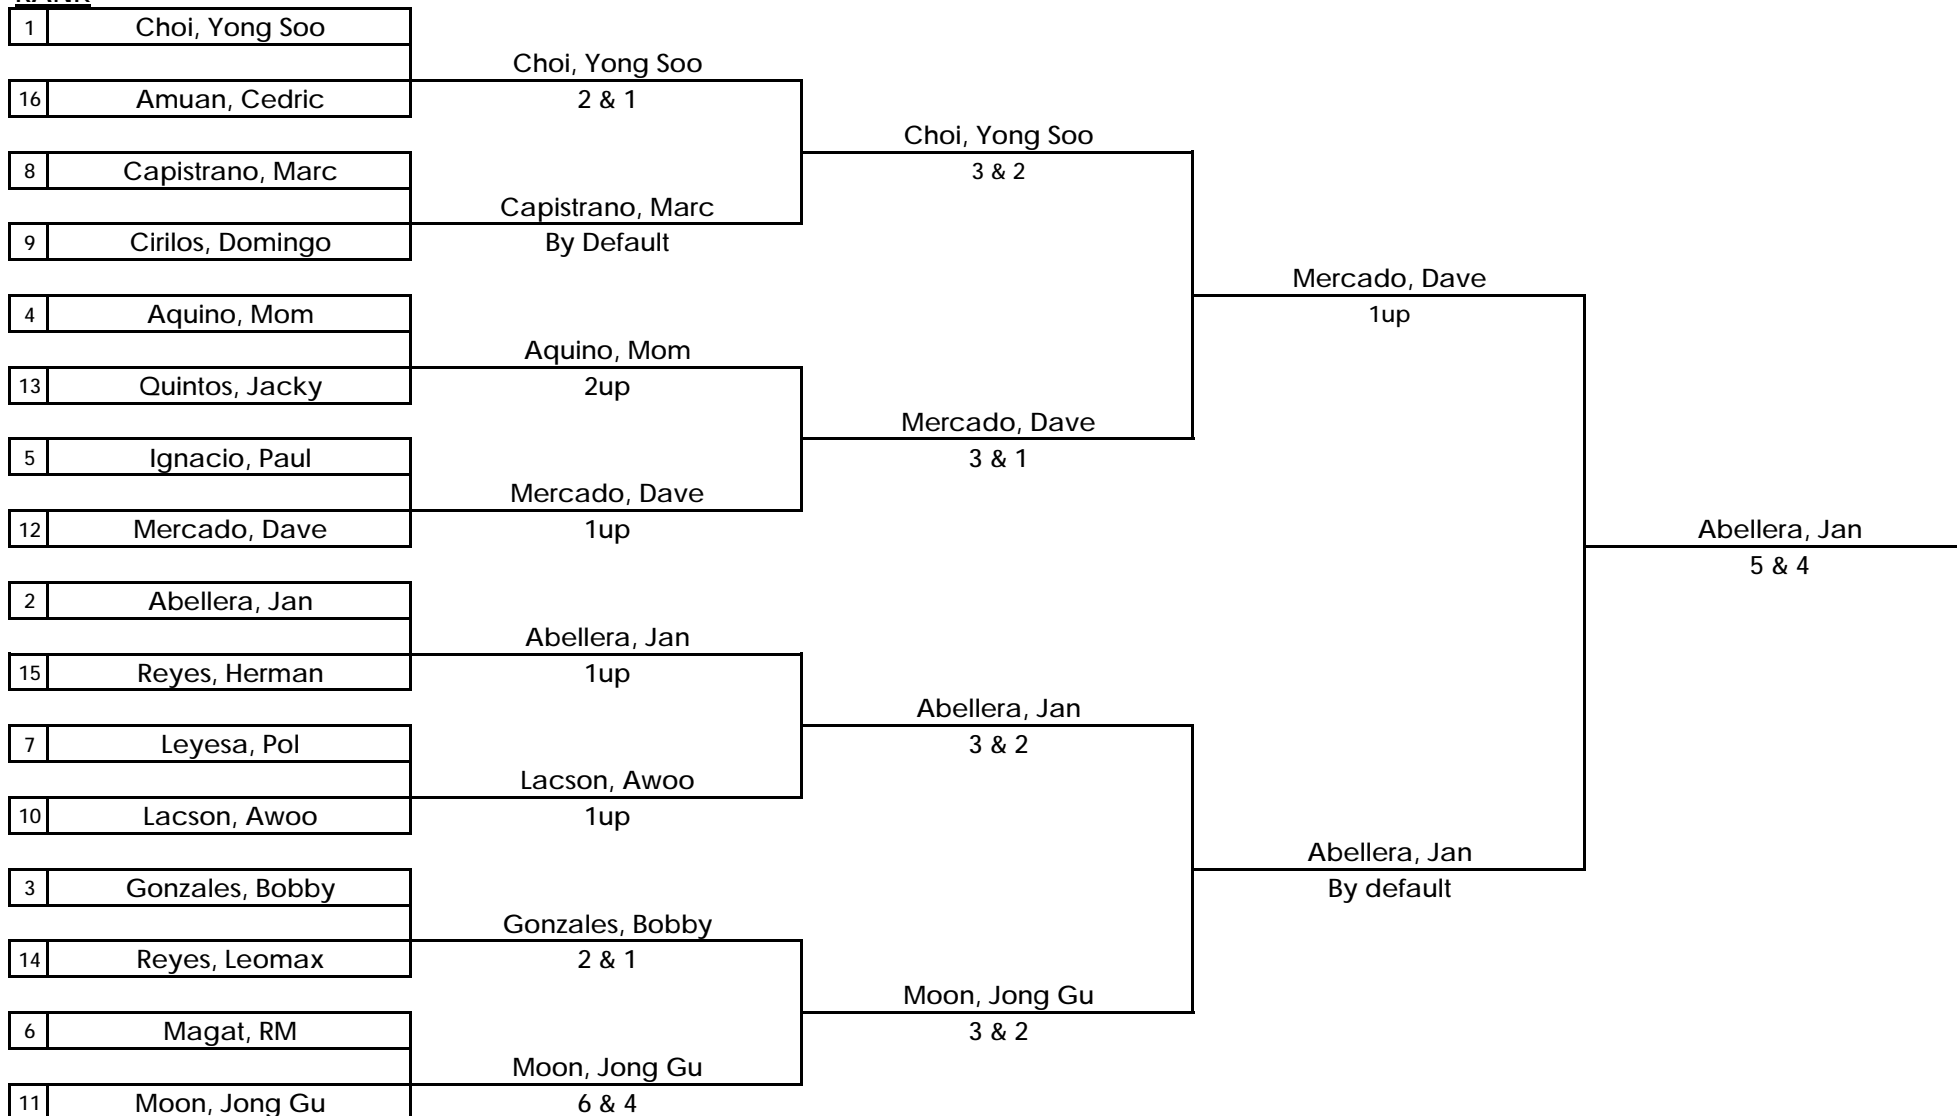 RANK
1 Choi, Yong Soo
Choi, Yong Soo
16 Amuan, Cedric
2 & 1
Choi, Yong Soo
8 Capistrano, Marc
3 & 2
Capistrano, Marc
9 Cirilos, Domingo
By Default
Mercado, Dave
4 Aquino, Mom
1up
Aquino, Mom
13 Quintos, Jacky
2up
Mercado, Dave
5 Ignacio, Paul
3 & 1
Mercado, Dave
12 Mercado, Dave
1up
Abellera, Jan
5 & 4
2 Abellera, Jan
Abellera, Jan
15 Reyes, Herman
1up
Abellera, Jan
7 Leyesa, Pol
3 & 2
Lacson, Awoo
10 Lacson, Awoo
1up
Abellera, Jan
3 Gonzales, Bobby
By default
Gonzales, Bobby
14 Reyes, Leomax
2 & 1
Moon, Jong Gu
6 Magat, RM
3 & 2
Moon, Jong Gu
11 Moon, Jong Gu
6 & 4